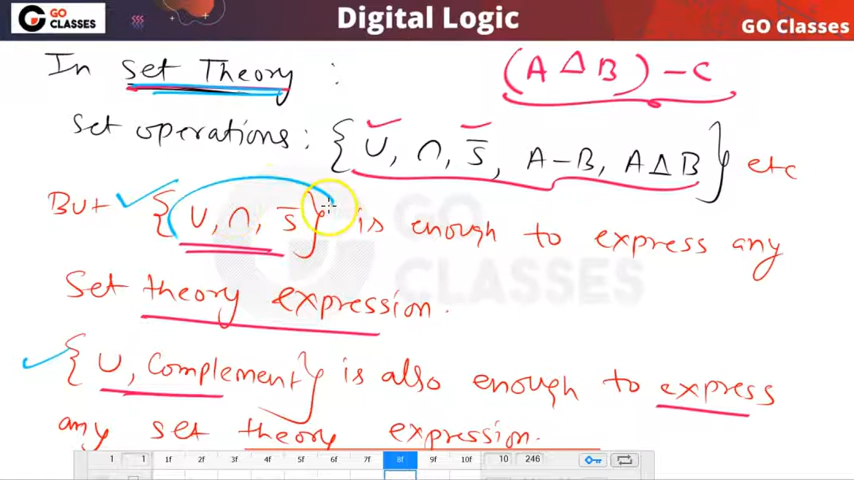 GO CLASSES
Digital Logic
GO Classes
In Set Theory :
(A Δ B) - C
Set operations : { ∪, ∩, S̅, A-B, AΔB } etc
But { ∪, ∩, S̅ } is enough to express any
Set theory expression.
{ ∪, Complement } is also enough to express
any set theory expression.
1 1 1f 2f 3f 4f 5f 6f 7f 8f 9f 10f 10 246
GO CLASSES